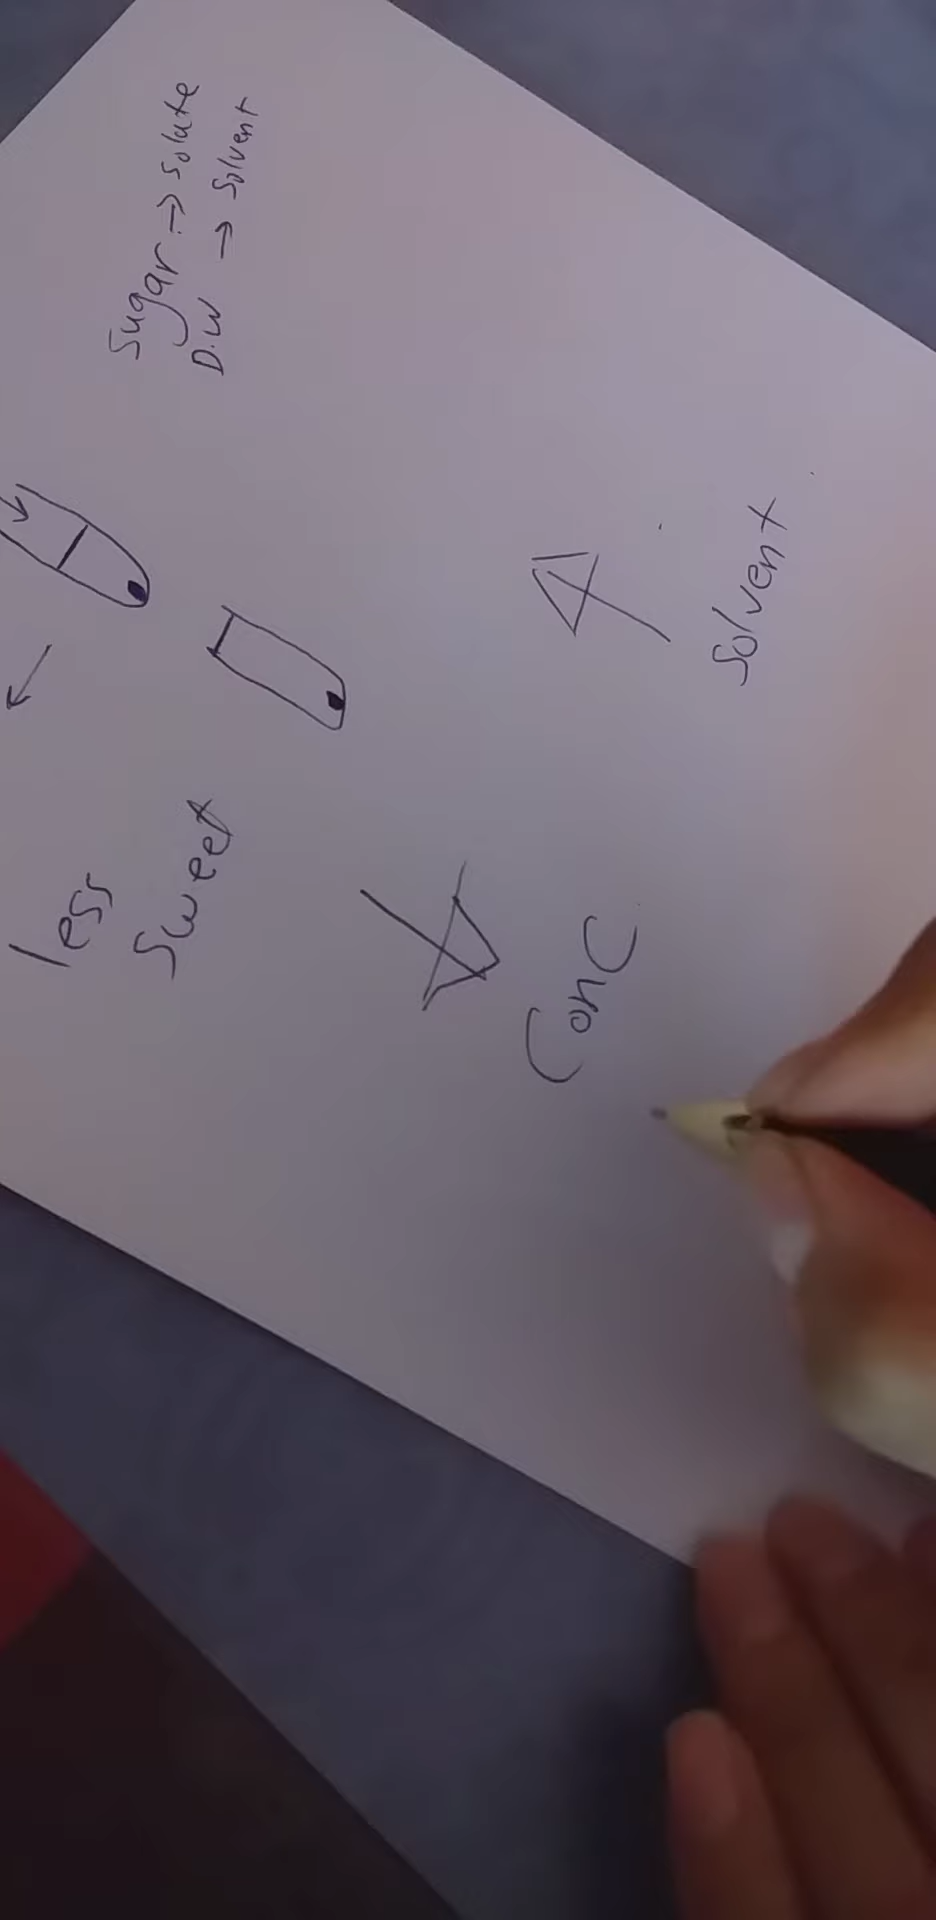 Sugar → Solute
D.W → Solvent
less
Sweet
Solvent
Conc